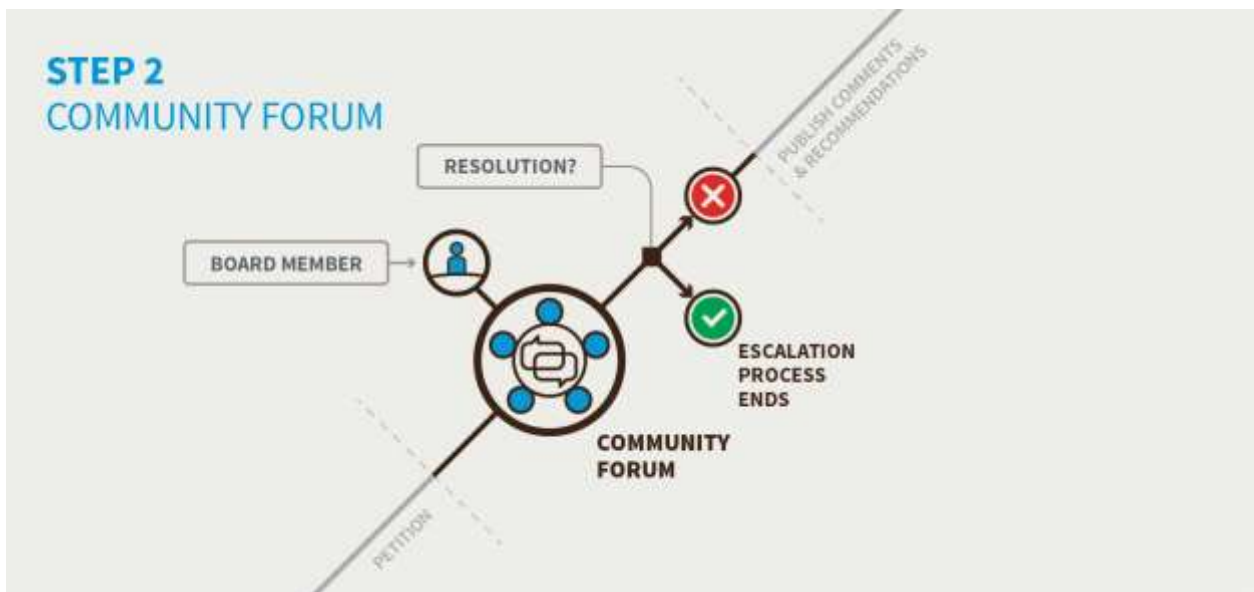 STEP 2
COMMUNITY FORUM
PUBLISH COMMENTS
& RECOMMENDATIONS
RESOLUTION?
BOARD MEMBER
ESCALATION
PROCESS
ENDS
COMMUNITY
FORUM
PETITION